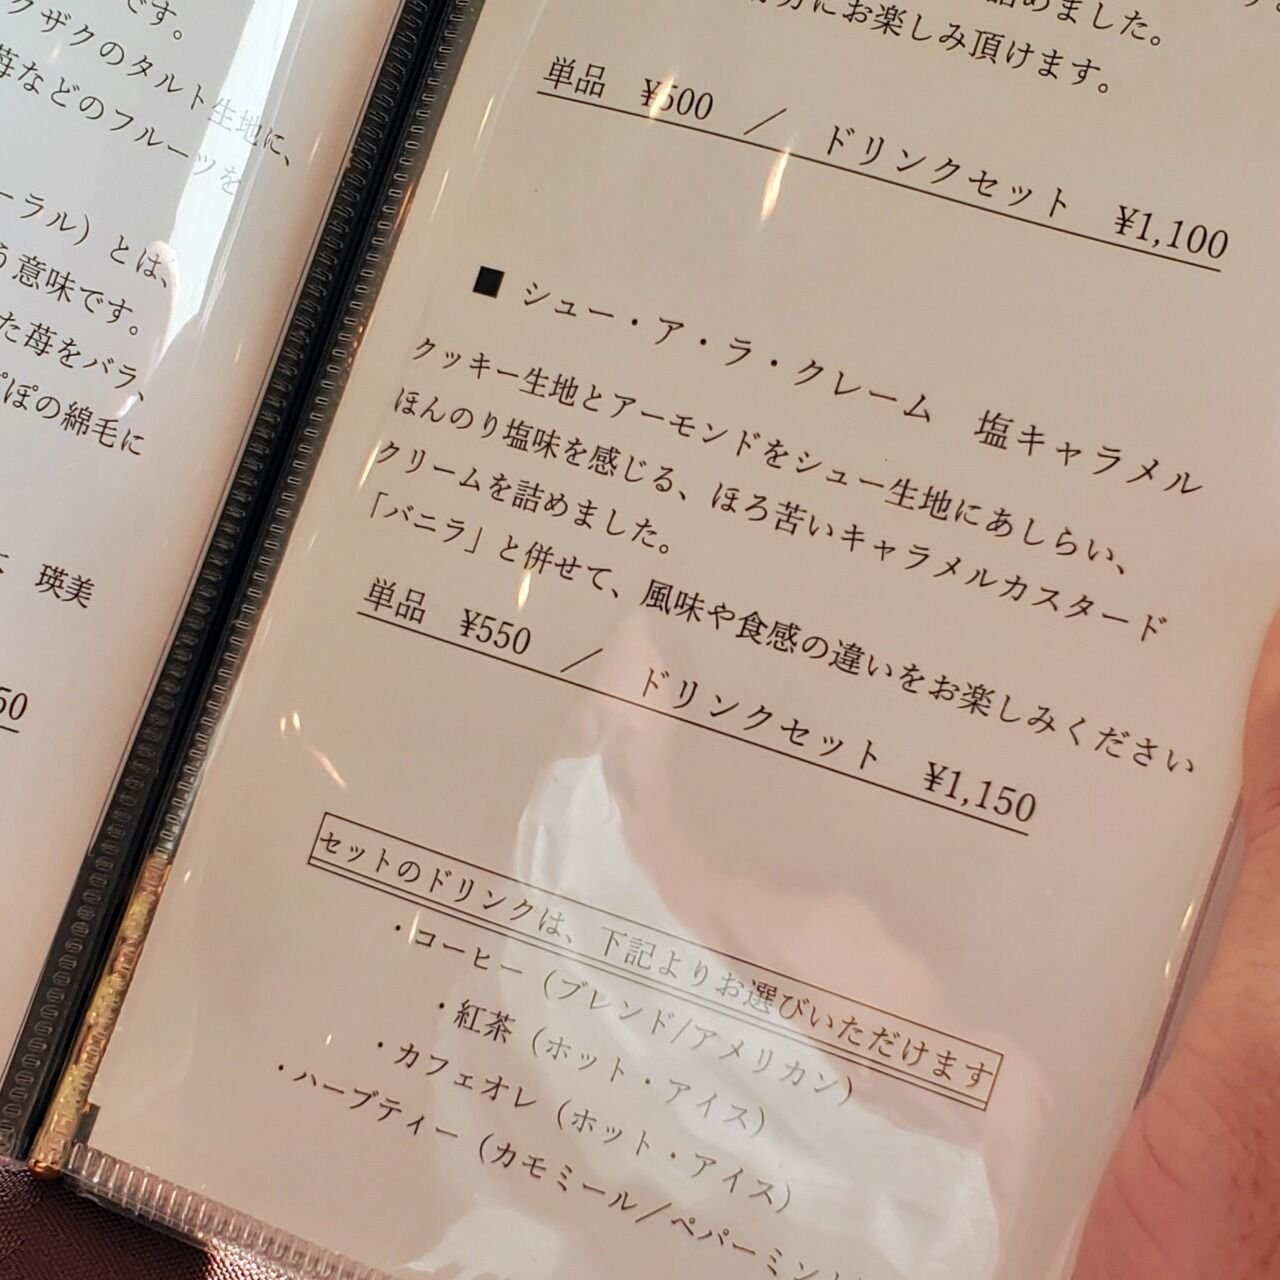 です。
クザクのタルト生地に、
苺などのフルーツを
ーラル）とは、
う意味です。
た苺をバラ、
ぽの綿毛に
瑛美
50
詰めました。
にお楽しみ頂けます。
単品　¥500　／　ドリンクセット　¥1,100
■ シュー・ア・ラ・クレーム　塩キャラメル
クッキー生地とアーモンドをシュー生地にあしらい、
ほんのり塩味を感じる、ほろ苦いキャラメルカスタード
クリームを詰めました。
「バニラ」と併せて、風味や食感の違いをお楽しみください
単品　¥550　／　ドリンクセット　¥1,150
セットのドリンクは、下記よりお選びいただけます
・コーヒー（ブレンド/アメリカン）
・紅茶（ホット・アイス）
・カフェオレ（ホット・アイス）
・ハーブティー（カモミール／ペパーミント